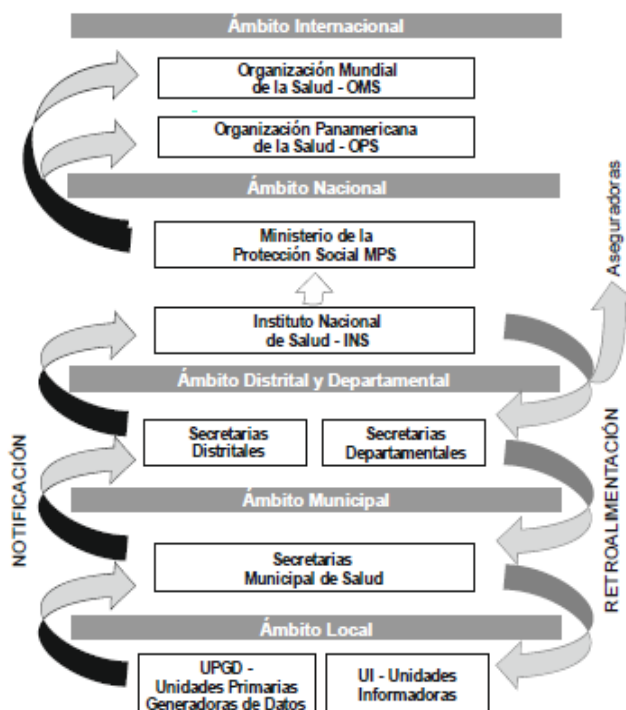 Ámbito Internacional
Organización Mundial
de la Salud - OMS
Organización Panamericana
de la Salud - OPS
Ámbito Nacional
Ministerio de la
Protección Social MPS
Aseguradoras
Instituto Nacional
de Salud - INS
Ámbito Distrital y Departamental
Secretarias
Distritales
Secretarias
Departamentales
NOTIFICACIÓN
RETROALIMENTACIÓN
Ámbito Municipal
Secretarias
Municipal de Salud
Ámbito Local
UPGD -
Unidades Primarias
Generadoras de Datos
UI - Unidades
Informadoras